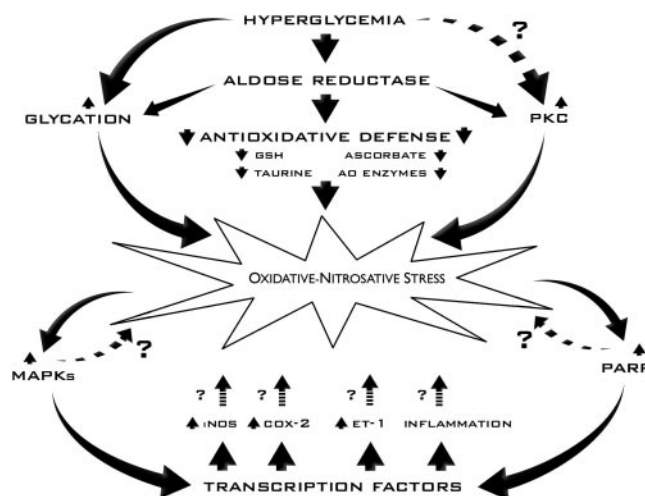 HYPERGLYCEMIA
?
ALDOSE REDUCTASE
GLYCATION
PKC
ANTIOXIDATIVE DEFENSE
GSH ASCORBATE
TAURINE AO ENZYMES
OXIDATIVE-NITROSATIVE STRESS
? ?
MAPKs PARP
? ? ? ?
iNOS COX-2 ET-1 INFLAMMATION
TRANSCRIPTION FACTORS